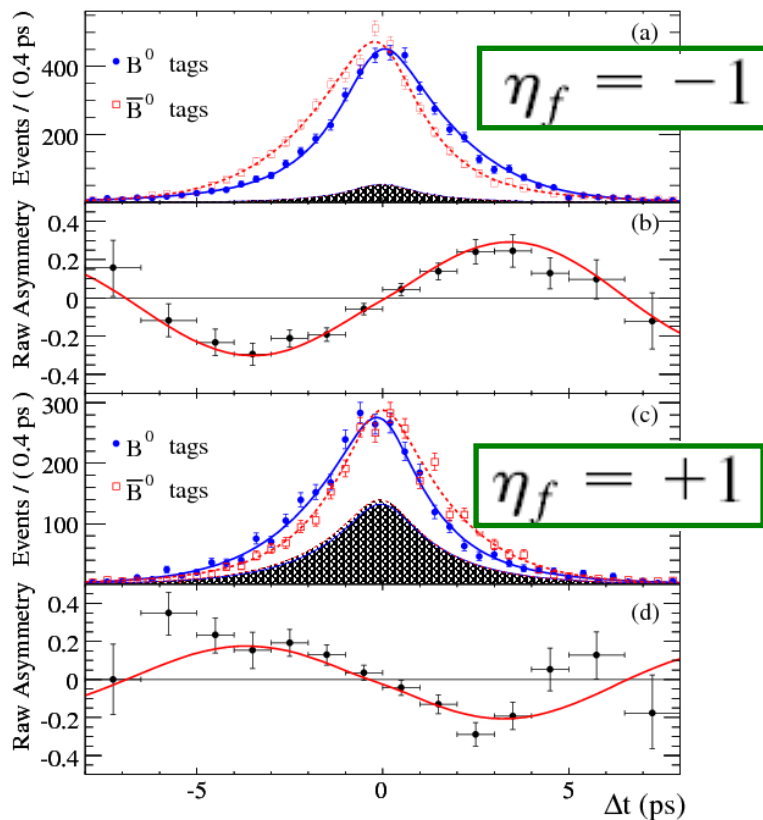 (a)
B⁰ tags
B̅⁰ tags
η_f = −1
Events / ( 0.4 ps )
400
200
(b)
Raw Asymmetry
0.4
0.2
0
-0.2
-0.4
(c)
B⁰ tags
B̅⁰ tags
η_f = +1
Events / ( 0.4 ps )
300
200
100
(d)
Raw Asymmetry
0.4
0.2
0
-0.2
-0.4
-5 0 5
Δt (ps)